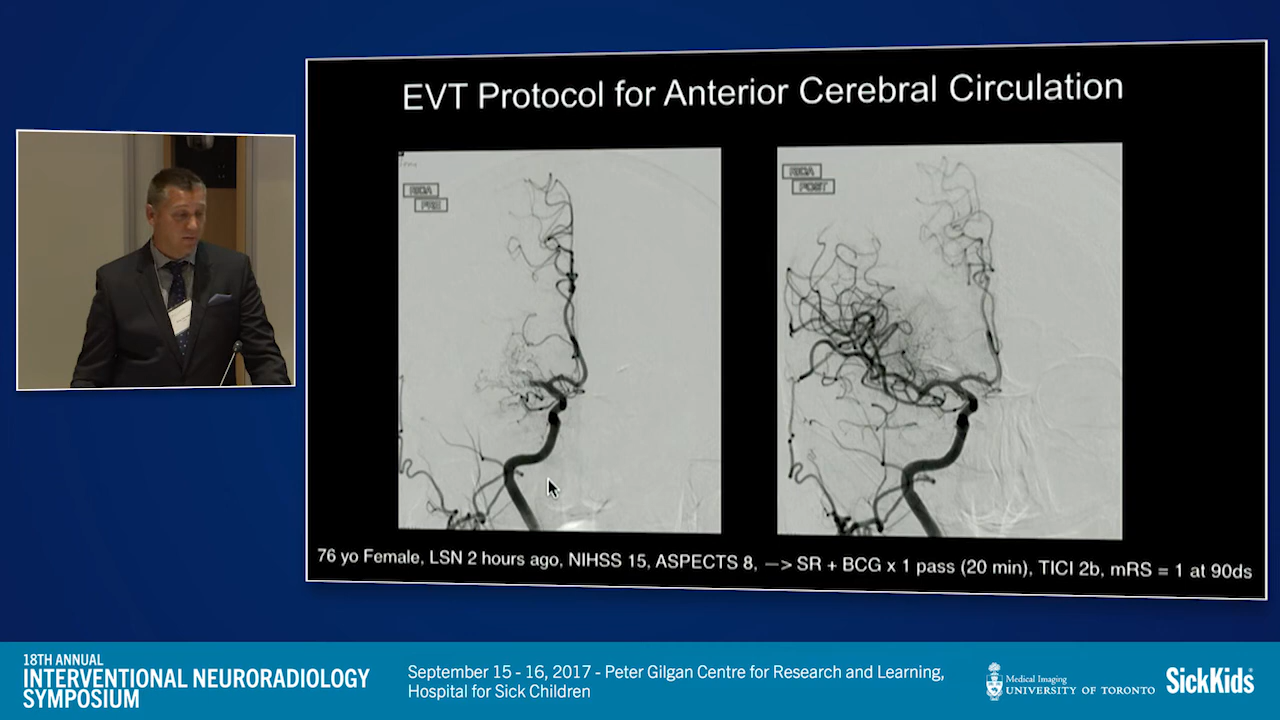 EVT Protocol for Anterior Cerebral Circulation
RICA
PRE
RICA
POST
76 yo Female, LSN 2 hours ago, NIHSS 15, ASPECTS 8, —> SR + BCG x 1 pass (20 min), TICI 2b, mRS = 1 at 90ds
18TH ANNUAL
INTERVENTIONAL NEURORADIOLOGY
SYMPOSIUM
September 15 - 16, 2017 - Peter Gilgan Centre for Research and Learning,
Hospital for Sick Children
Medical Imaging
UNIVERSITY OF TORONTO
SickKids